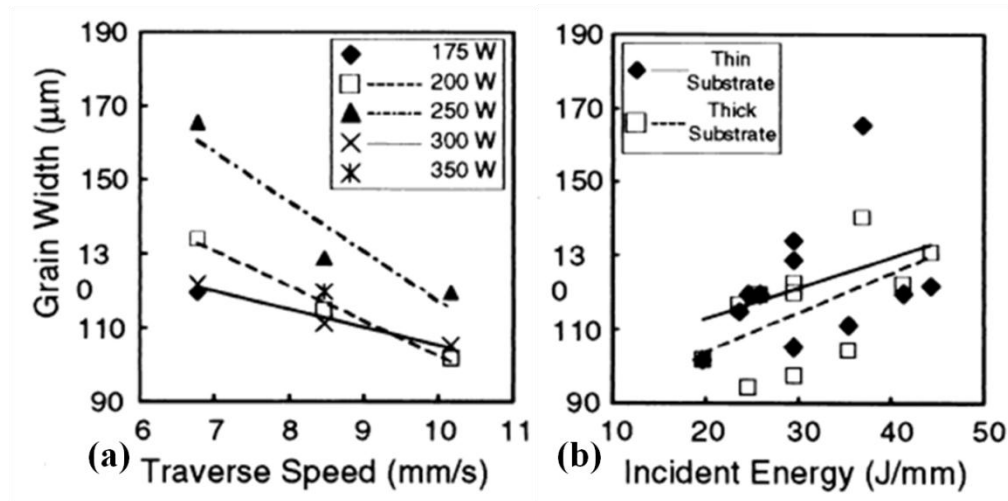 190
170
150
13
0
110
90
Grain Width (μm)
175 W
200 W
250 W
300 W
350 W
6 7 8 9 10 11
(a) Traverse Speed (mm/s)
190
170
150
13
0
110
90
Thin
Substrate
Thick
Substrate
10 20 30 40 50
(b) Incident Energy (J/mm)